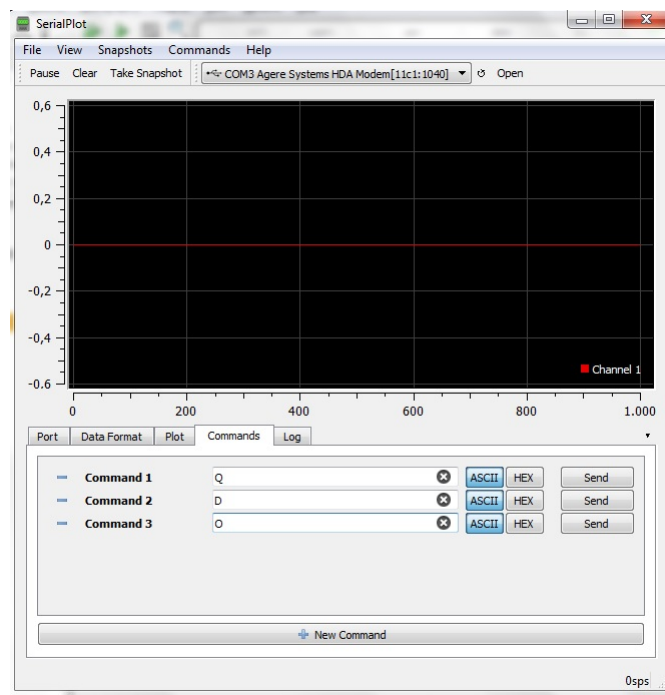 SerialPlot
File View Snapshots Commands Help
Pause Clear Take Snapshot COM3 Agere Systems HDA Modem[11c1:1040] Open
0,6
0,4
0,2
0
-0,2
-0,4
-0.6
Channel 1
0 200 400 600 800 1.000
Port Data Format Plot Commands Log
Command 1 Q ASCII HEX Send
Command 2 D ASCII HEX Send
Command 3 O ASCII HEX Send
New Command
0sps